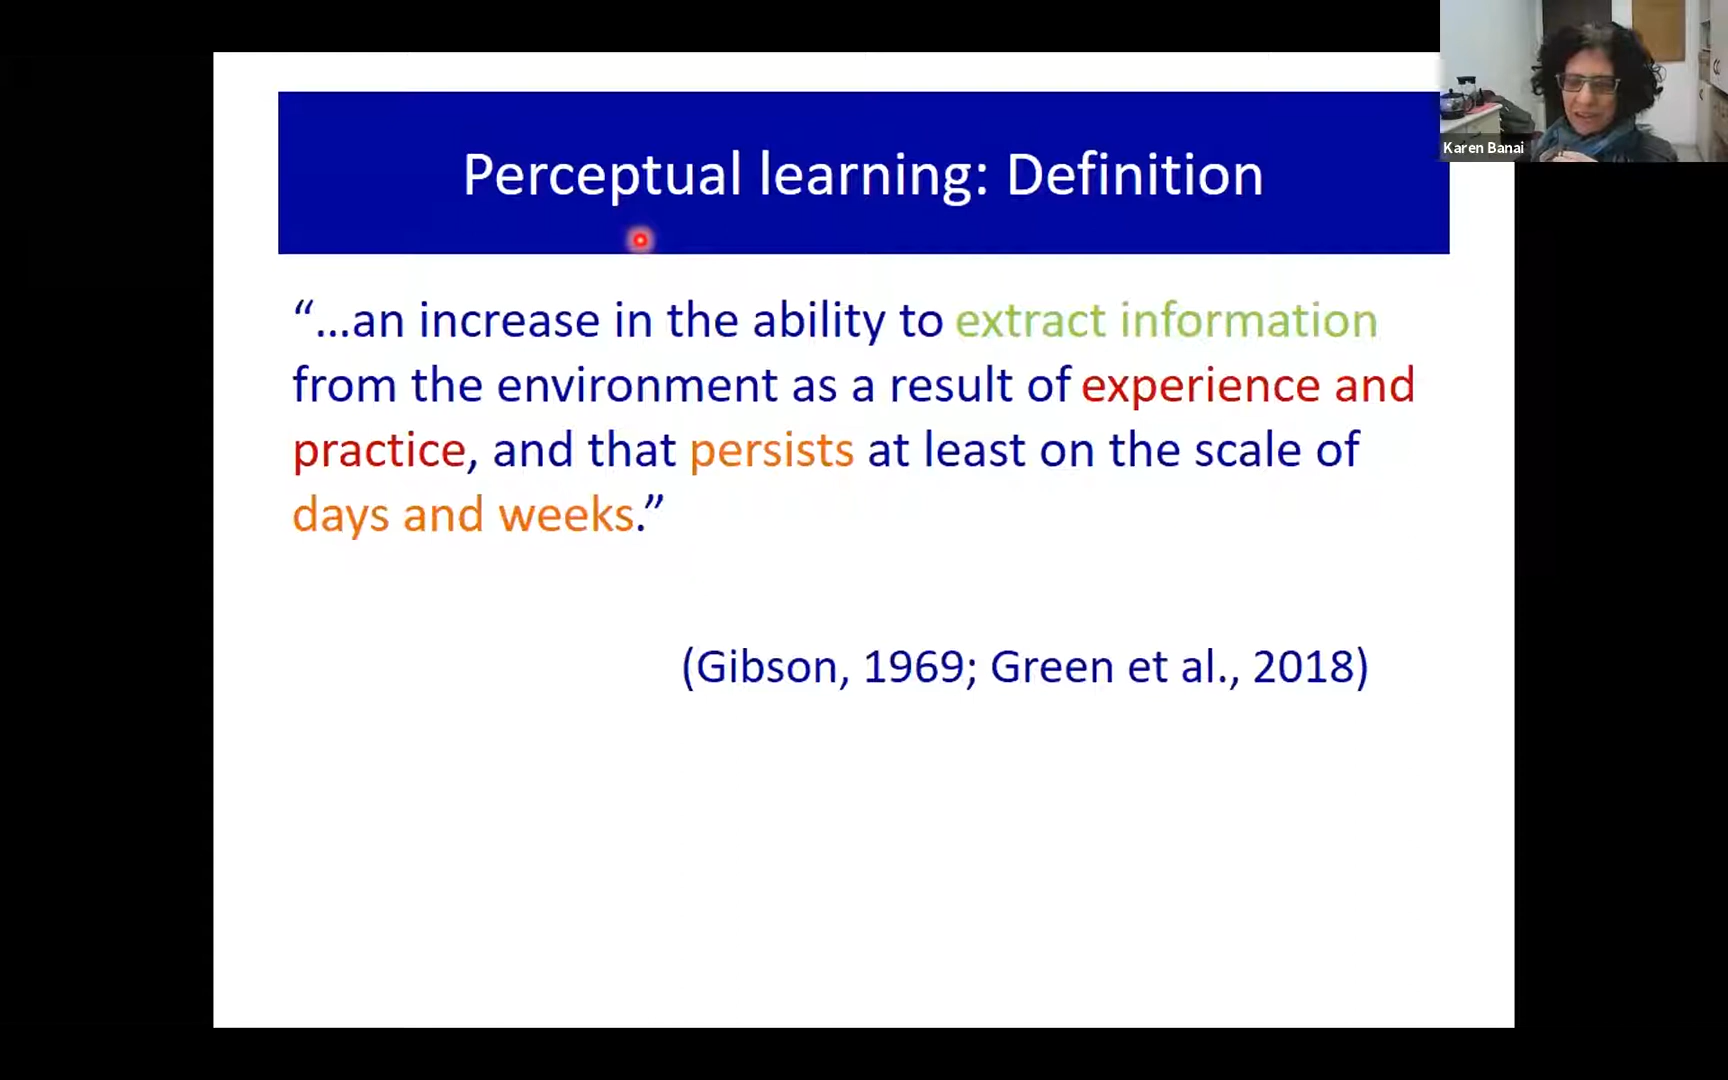 Perceptual learning: Definition
Karen Banai
“...an increase in the ability to extract information
from the environment as a result of experience and
practice, and that persists at least on the scale of
days and weeks.”
(Gibson, 1969; Green et al., 2018)